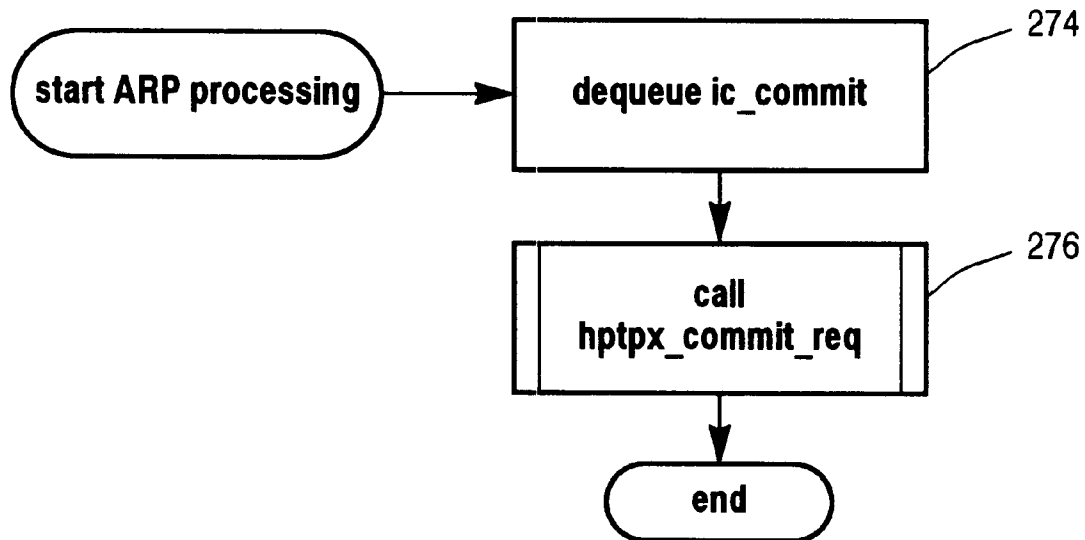 274
start ARP processing
dequeue ic_commit
276
call
hptpx_commit_req
end